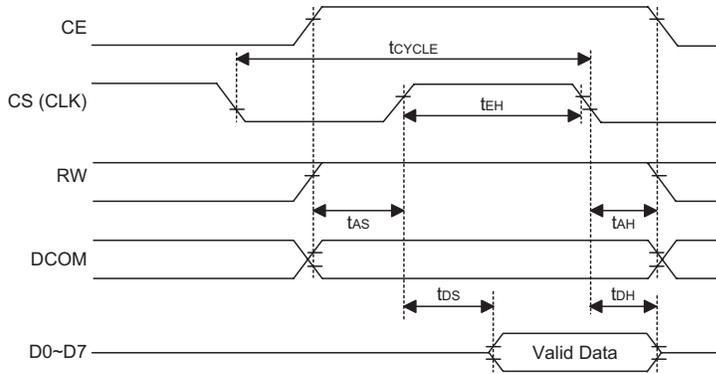 CE
tCYCLE
CS (CLK)
tEH
RW
tAS
tAH
DCOM
tDS
tDH
D0~D7
Valid Data